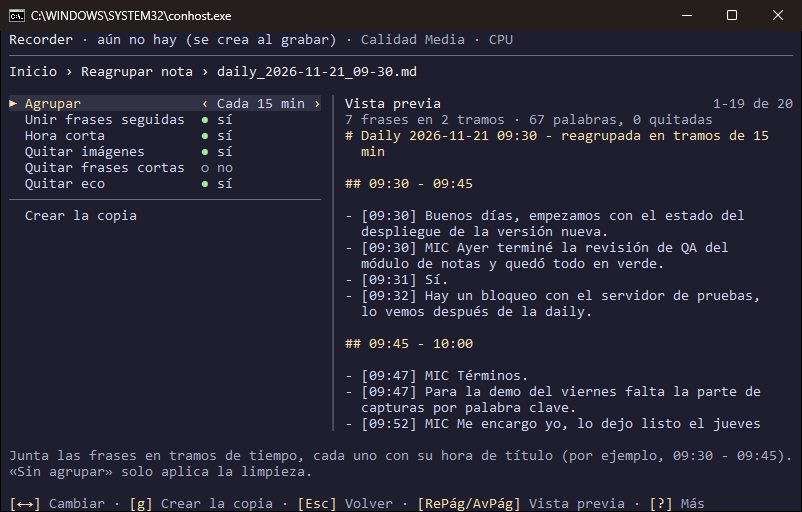 C:\WINDOWS\SYSTEM32\conhost.exe
Recorder · aún no hay (se crea al grabar) · Calidad Media · CPU
Inicio › Reagrupar nota › daily_2026-11-21_09-30.md
► Agrupar ‹ Cada 15 min ›
Unir frases seguidas ● sí
Hora corta ● sí
Quitar imágenes ● sí
Quitar frases cortas ○ no
Quitar eco ● sí
Crear la copia
Vista previa 1-19 de 20
7 frases en 2 tramos · 67 palabras, 0 quitadas
# Daily 2026-11-21 09:30 - reagrupada en tramos de 15
min
## 09:30 - 09:45
- [09:30] Buenos días, empezamos con el estado del
despliegue de la versión nueva.
- [09:30] MIC Ayer terminé la revisión de QA del
módulo de notas y quedó todo en verde.
- [09:31] Sí.
- [09:32] Hay un bloqueo con el servidor de pruebas,
lo vemos después de la daily.
## 09:45 - 10:00
- [09:47] MIC Términos.
- [09:47] Para la demo del viernes falta la parte de
capturas por palabra clave.
- [09:52] MIC Me encargo yo, lo dejo listo el jueves
Junta las frases en tramos de tiempo, cada uno con su hora de título (por ejemplo, 09:30 - 09:45).
«Sin agrupar» solo aplica la limpieza.
[↔] Cambiar · [g] Crear la copia · [Esc] Volver · [RePág/AvPág] Vista previa · [?] Más